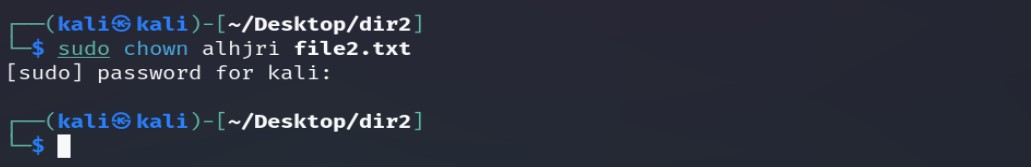 ┌──(kali㉿kali)-[~/Desktop/dir2]
└─$ sudo chown alhjri file2.txt
[sudo] password for kali:
┌──(kali㉿kali)-[~/Desktop/dir2]
└─$